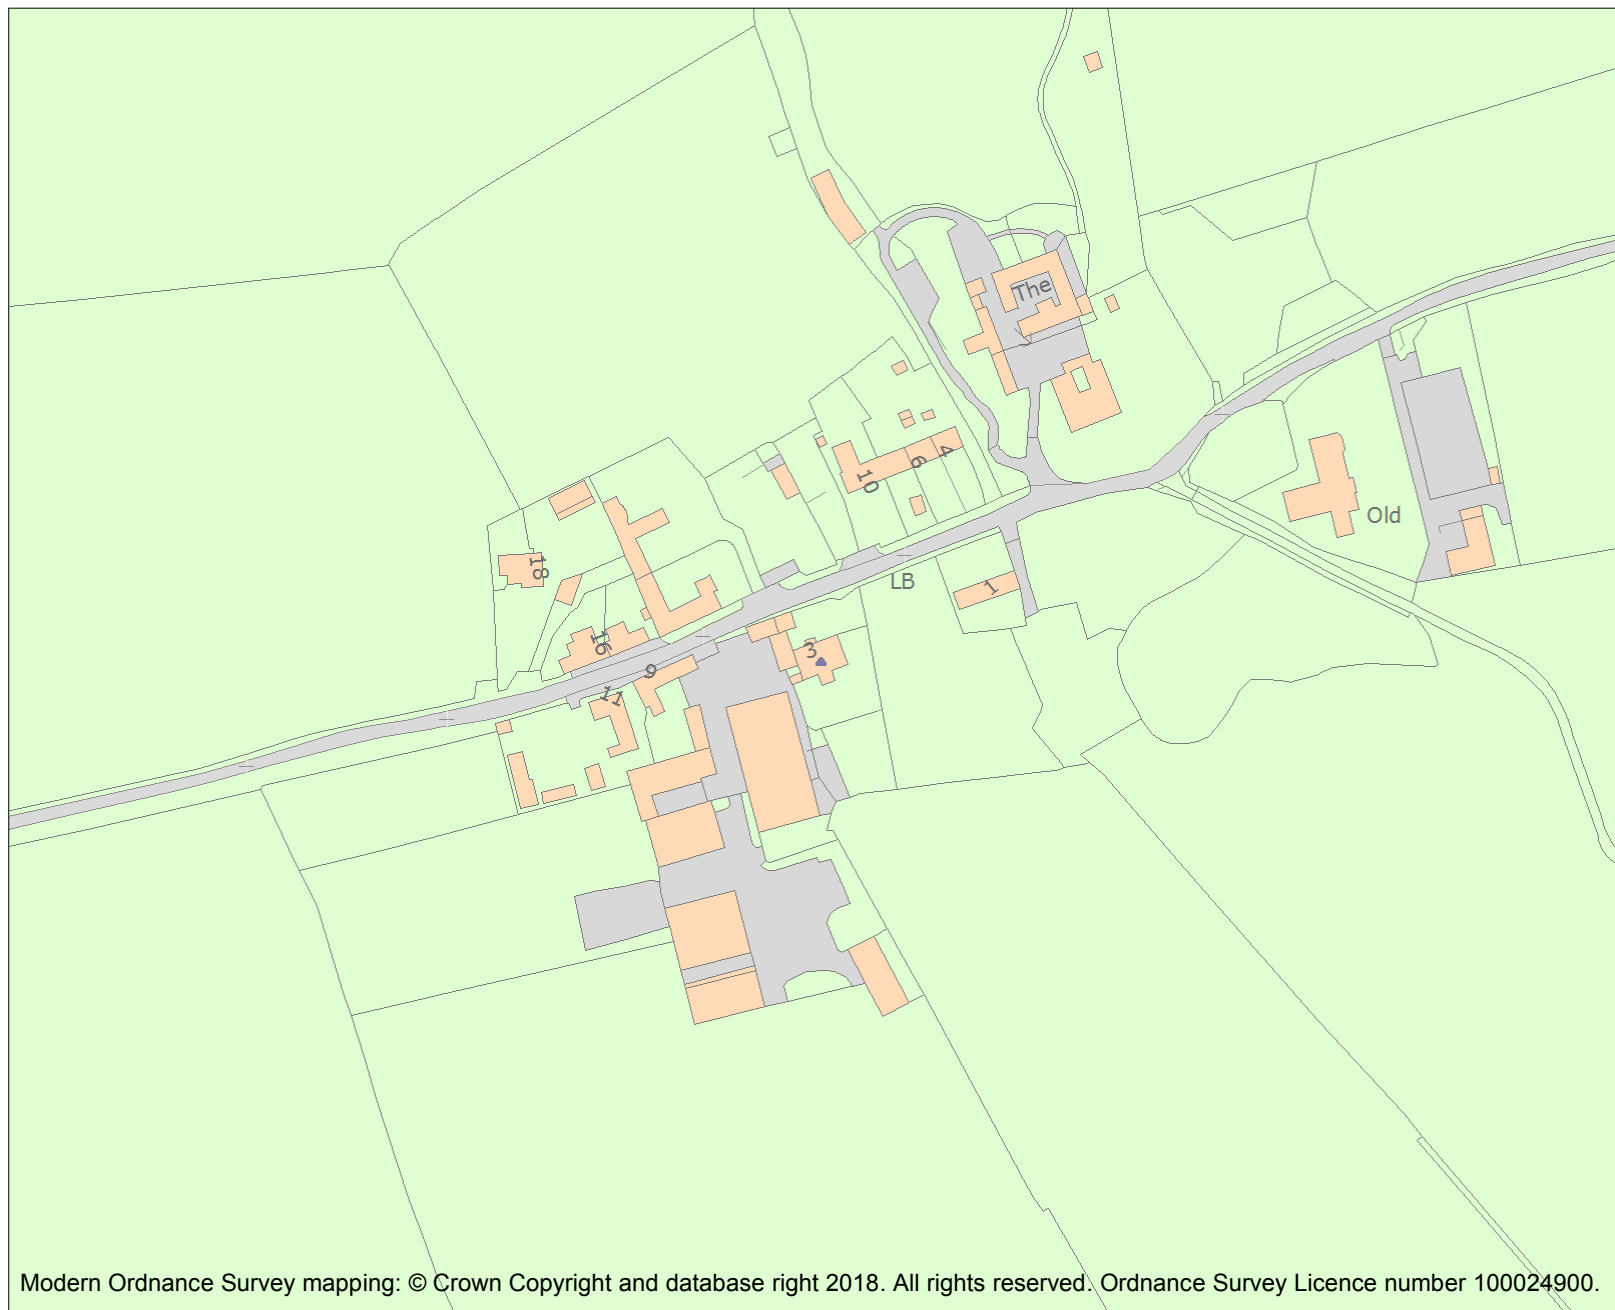 The
4
6
10
Old
18
LB
1
16
3
9
11
Modern Ordnance Survey mapping: © Crown Copyright and database right 2018. All rights reserved. Ordnance Survey Licence number 100024900.